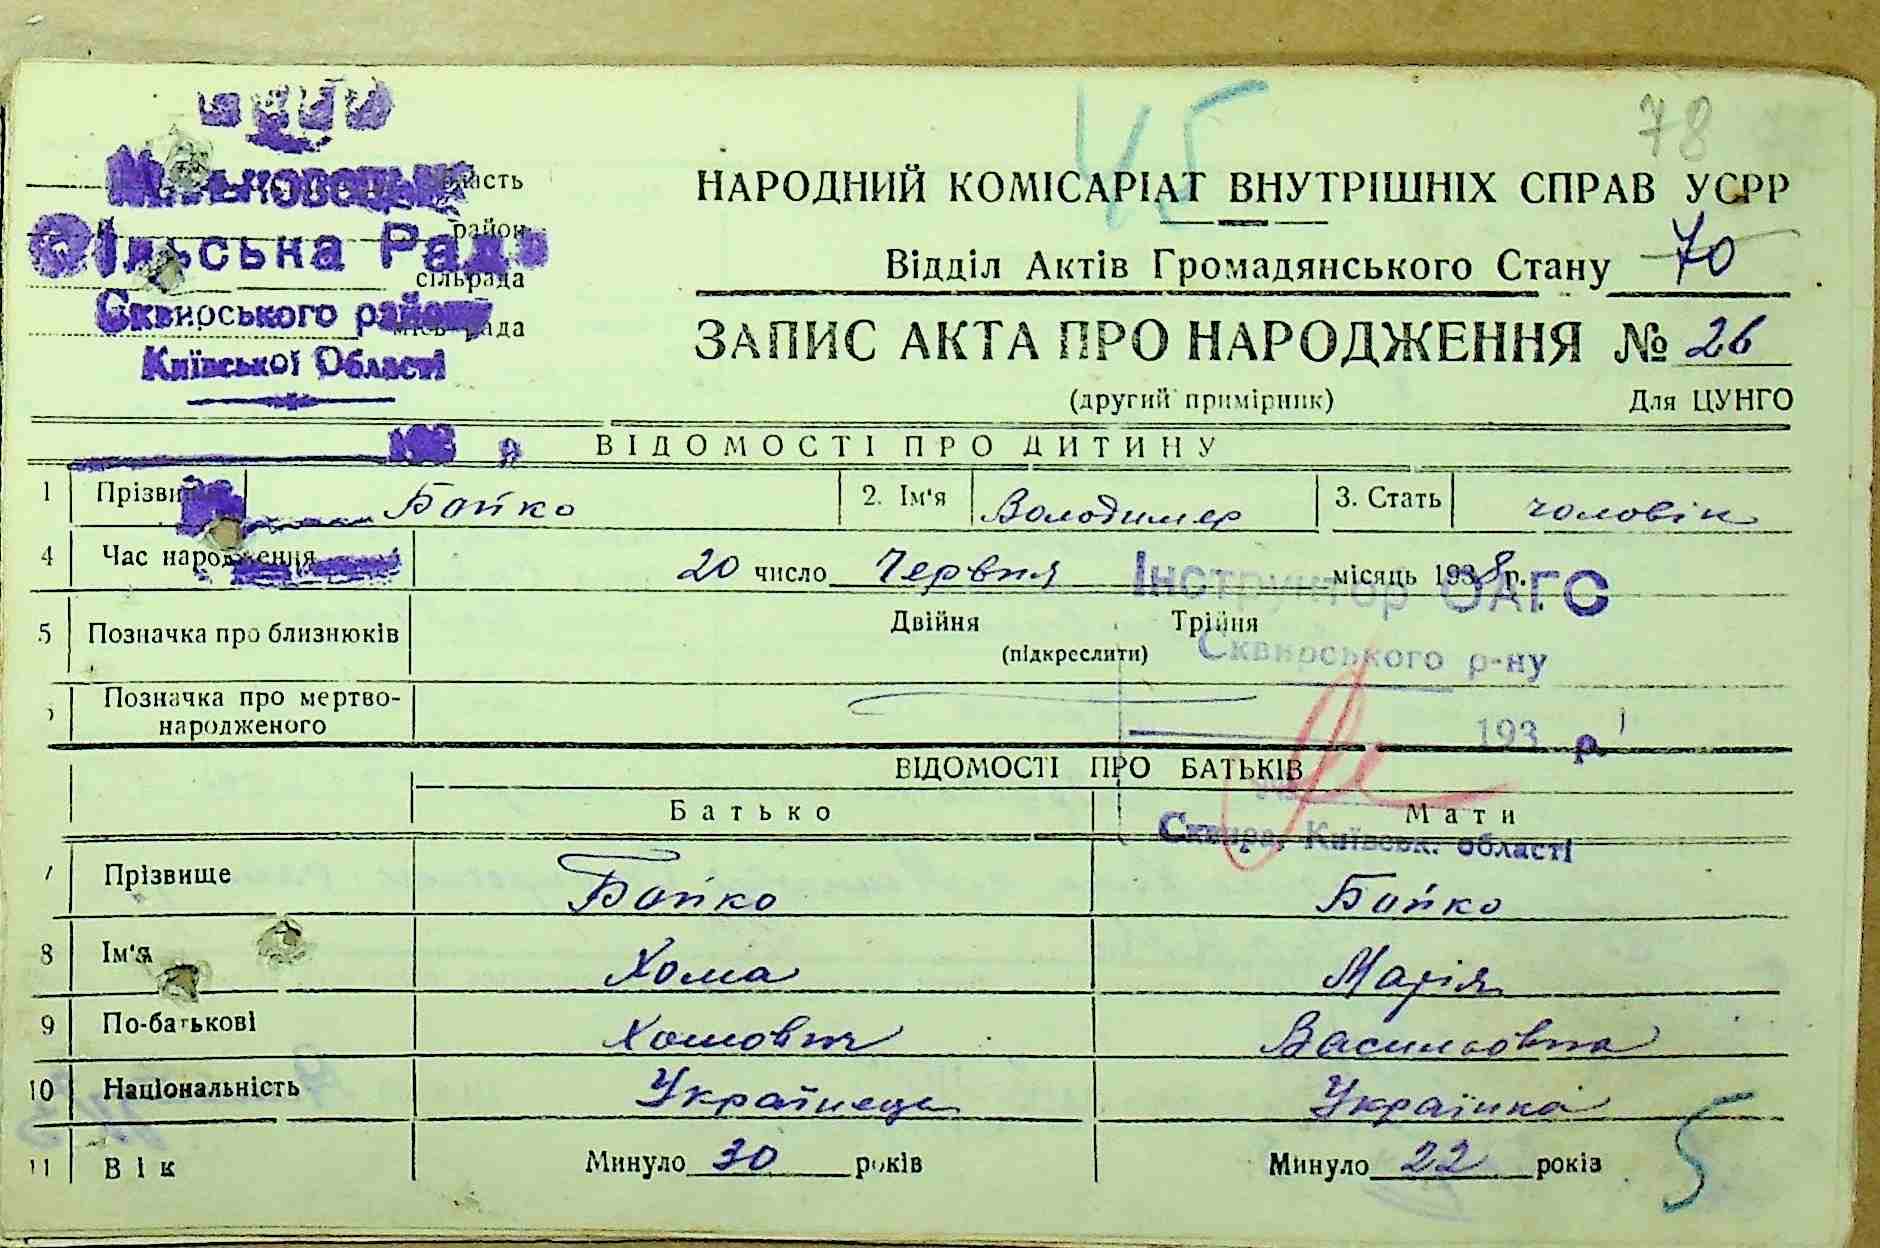 45
78
область
НАРОДНИЙ КОМІСАРІАТ ВНУТРІШНІХ СПРАВ УСРР
район
Сільська Рада
Відділ Актів Громадянського Стану 70
сільрада
Сквирського району
міськрада
ЗАПИС АКТА ПРО НАРОДЖЕННЯ № 26
Київської Області
(другий примірник) Для ЦУНГО
193 р
ВІДОМОСТІ ПРО ДИТИНУ
1 Прізвище Бойко 2. Ім'я Володимер 3. Стать чоловік
4 Час народження 20 число Червня місяць 1938 р.
Інструктор ОАГС
5 Позначка про близнюків Двійня Трійня
(підкреслити)
Сквирського р-ну
Позначка про мертво-
народженого
193 р.
ВІДОМОСТІ ПРО БАТЬКІВ
Батько Мати
Сквира, Київськ. області
7 Прізвище Бойко Бойко
8 Ім'я Хома Марія
9 По-батькові Хомович Васильовна
10 Національність Українець Українка
11 Вік Минуло 30 років Минуло 22 років
5